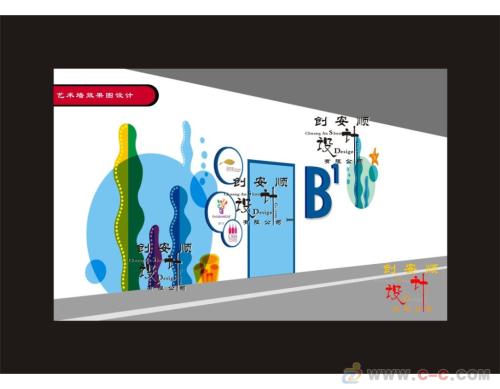 艺术墙效果图设计
创安顺
Chuang An Shun
设计
Design
有限公司
创安顺
Chuang An Shun
设计
Design
有限公司
B1
创安顺
Chuang An Shun
设计
Design
有限公司
创安顺
设计
www.c-c.com